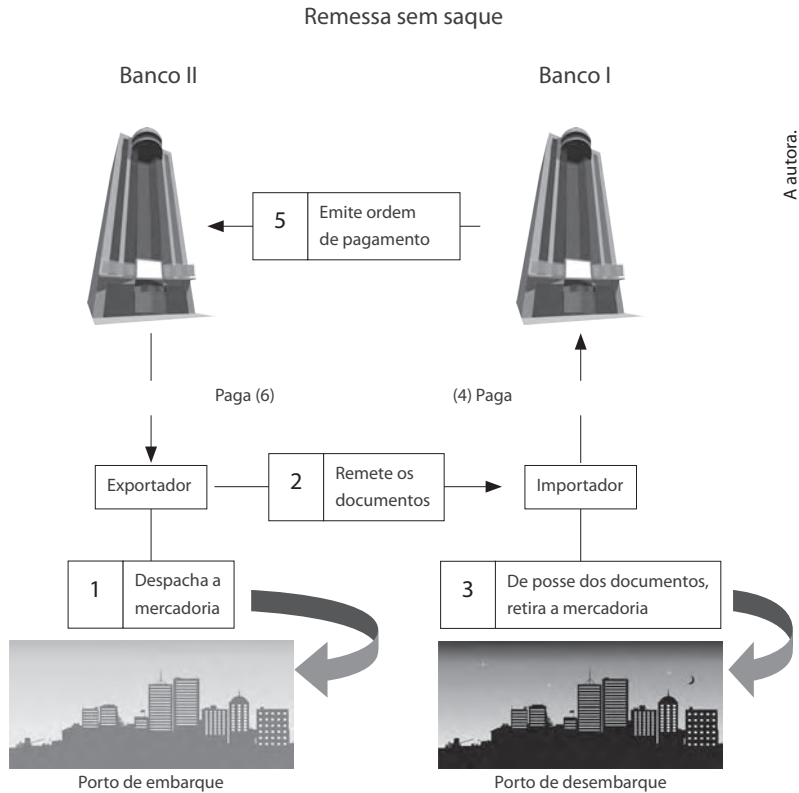 Remessa sem saque
Banco II
Banco I
A autora.
5
Emite ordem
de pagamento
Paga (6)
(4) Paga
Exportador
2
Remete os
documentos
Importador
1
Despacha a
mercadoria
3
De posse dos documentos,
retira a mercadoria
Porto de embarque
Porto de desembarque